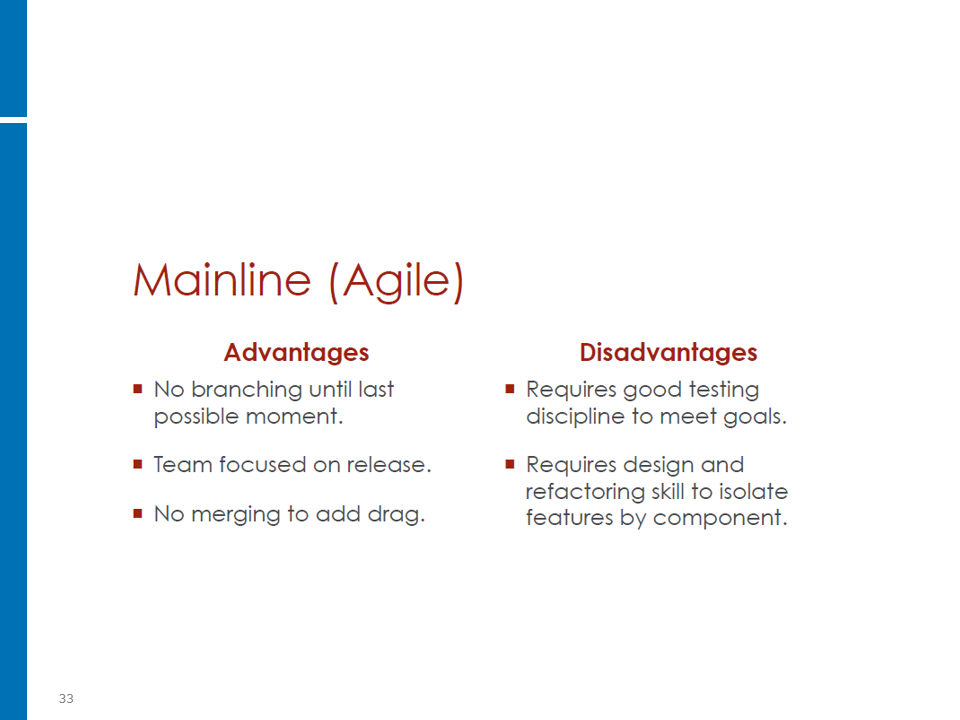 Mainline (Agile)
Advantages
▪ No branching until last
possible moment.
▪ Team focused on release.
▪ No merging to add drag.
Disadvantages
▪ Requires good testing
discipline to meet goals.
▪ Requires design and
refactoring skill to isolate
features by component.
33